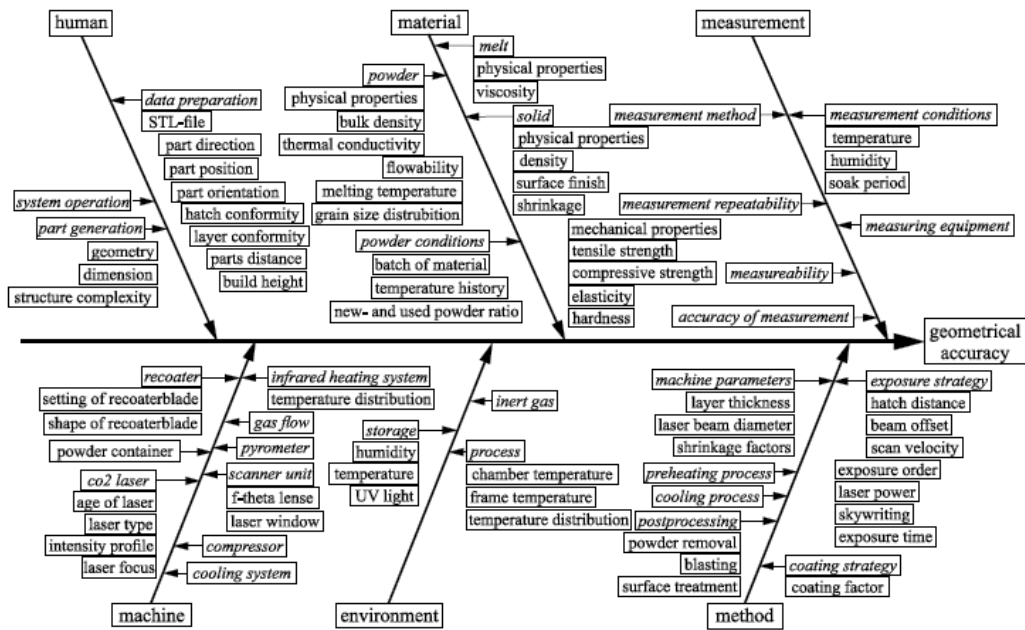 human
data preparation
STL-file
part direction
part position
part orientation
hatch conformity
layer conformity
parts distance
build height
system operation
part generation
geometry
dimension
structure complexity
material
melt
physical properties
viscosity
powder
physical properties
bulk density
thermal conductivity
flowability
melting temperature
grain size distrubition
solid
physical properties
density
surface finish
shrinkage
mechanical properties
tensile strength
compressive strength
elasticity
hardness
powder conditions
batch of material
temperature history
new- and used powder ratio
measurement
measurement method
measurement conditions
temperature
humidity
soak period
measurement repeatability
measuring equipment
measureability
accuracy of measurement
geometrical
accuracy
recoater
setting of recoaterblade
shape of recoaterblade
infrared heating system
temperature distribution
gas flow
powder container
pyrometer
co2 laser
age of laser
laser type
intensity profile
laser focus
scanner unit
f-theta lense
laser window
compressor
cooling system
machine
inert gas
storage
humidity
temperature
UV light
process
chamber temperature
frame temperature
temperature distribution
environment
machine parameters
layer thickness
laser beam diameter
shrinkage factors
exposure strategy
hatch distance
beam offset
scan velocity
exposure order
laser power
skywriting
exposure time
preheating process
cooling process
postprocessing
powder removal
blasting
surface treatment
coating strategy
coating factor
method